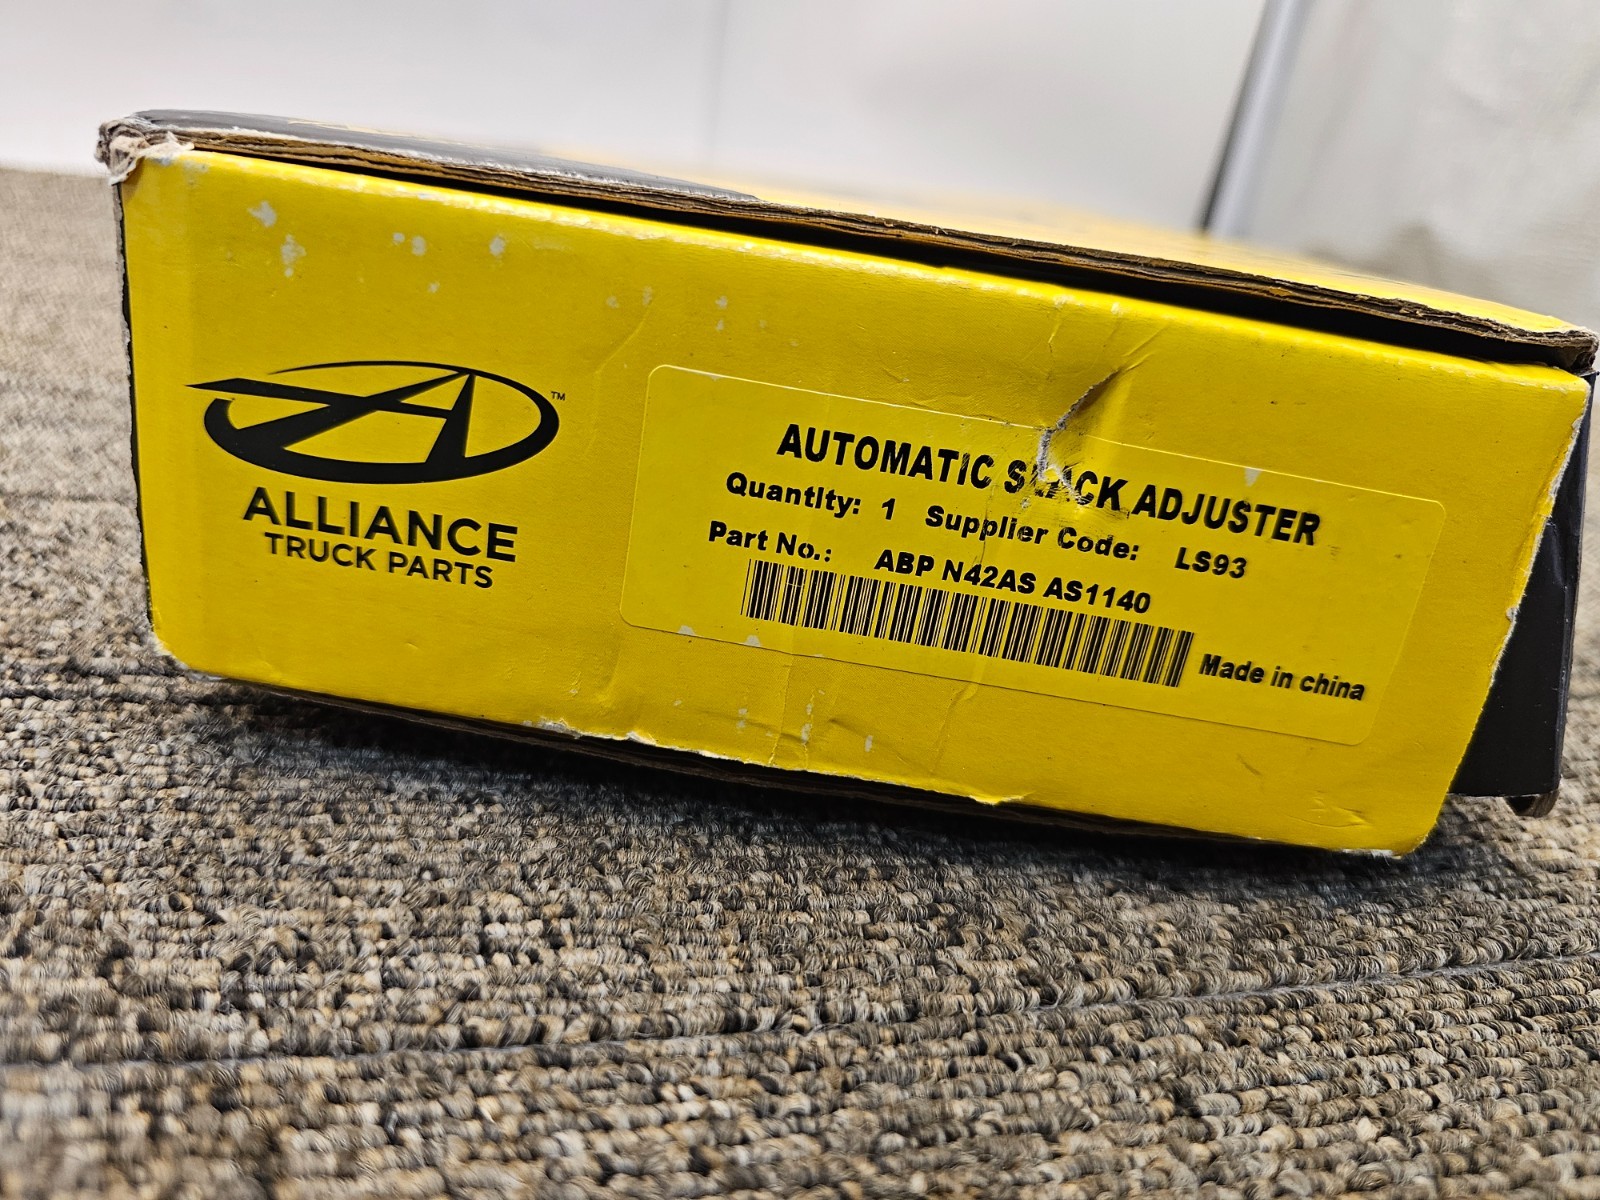 ALLIANCE
TRUCK PARTS
™
AUTOMATIC SLACK ADJUSTER
Quantity: 1 Supplier Code: LS93
Part No.: ABP N42AS AS1140
Made in china